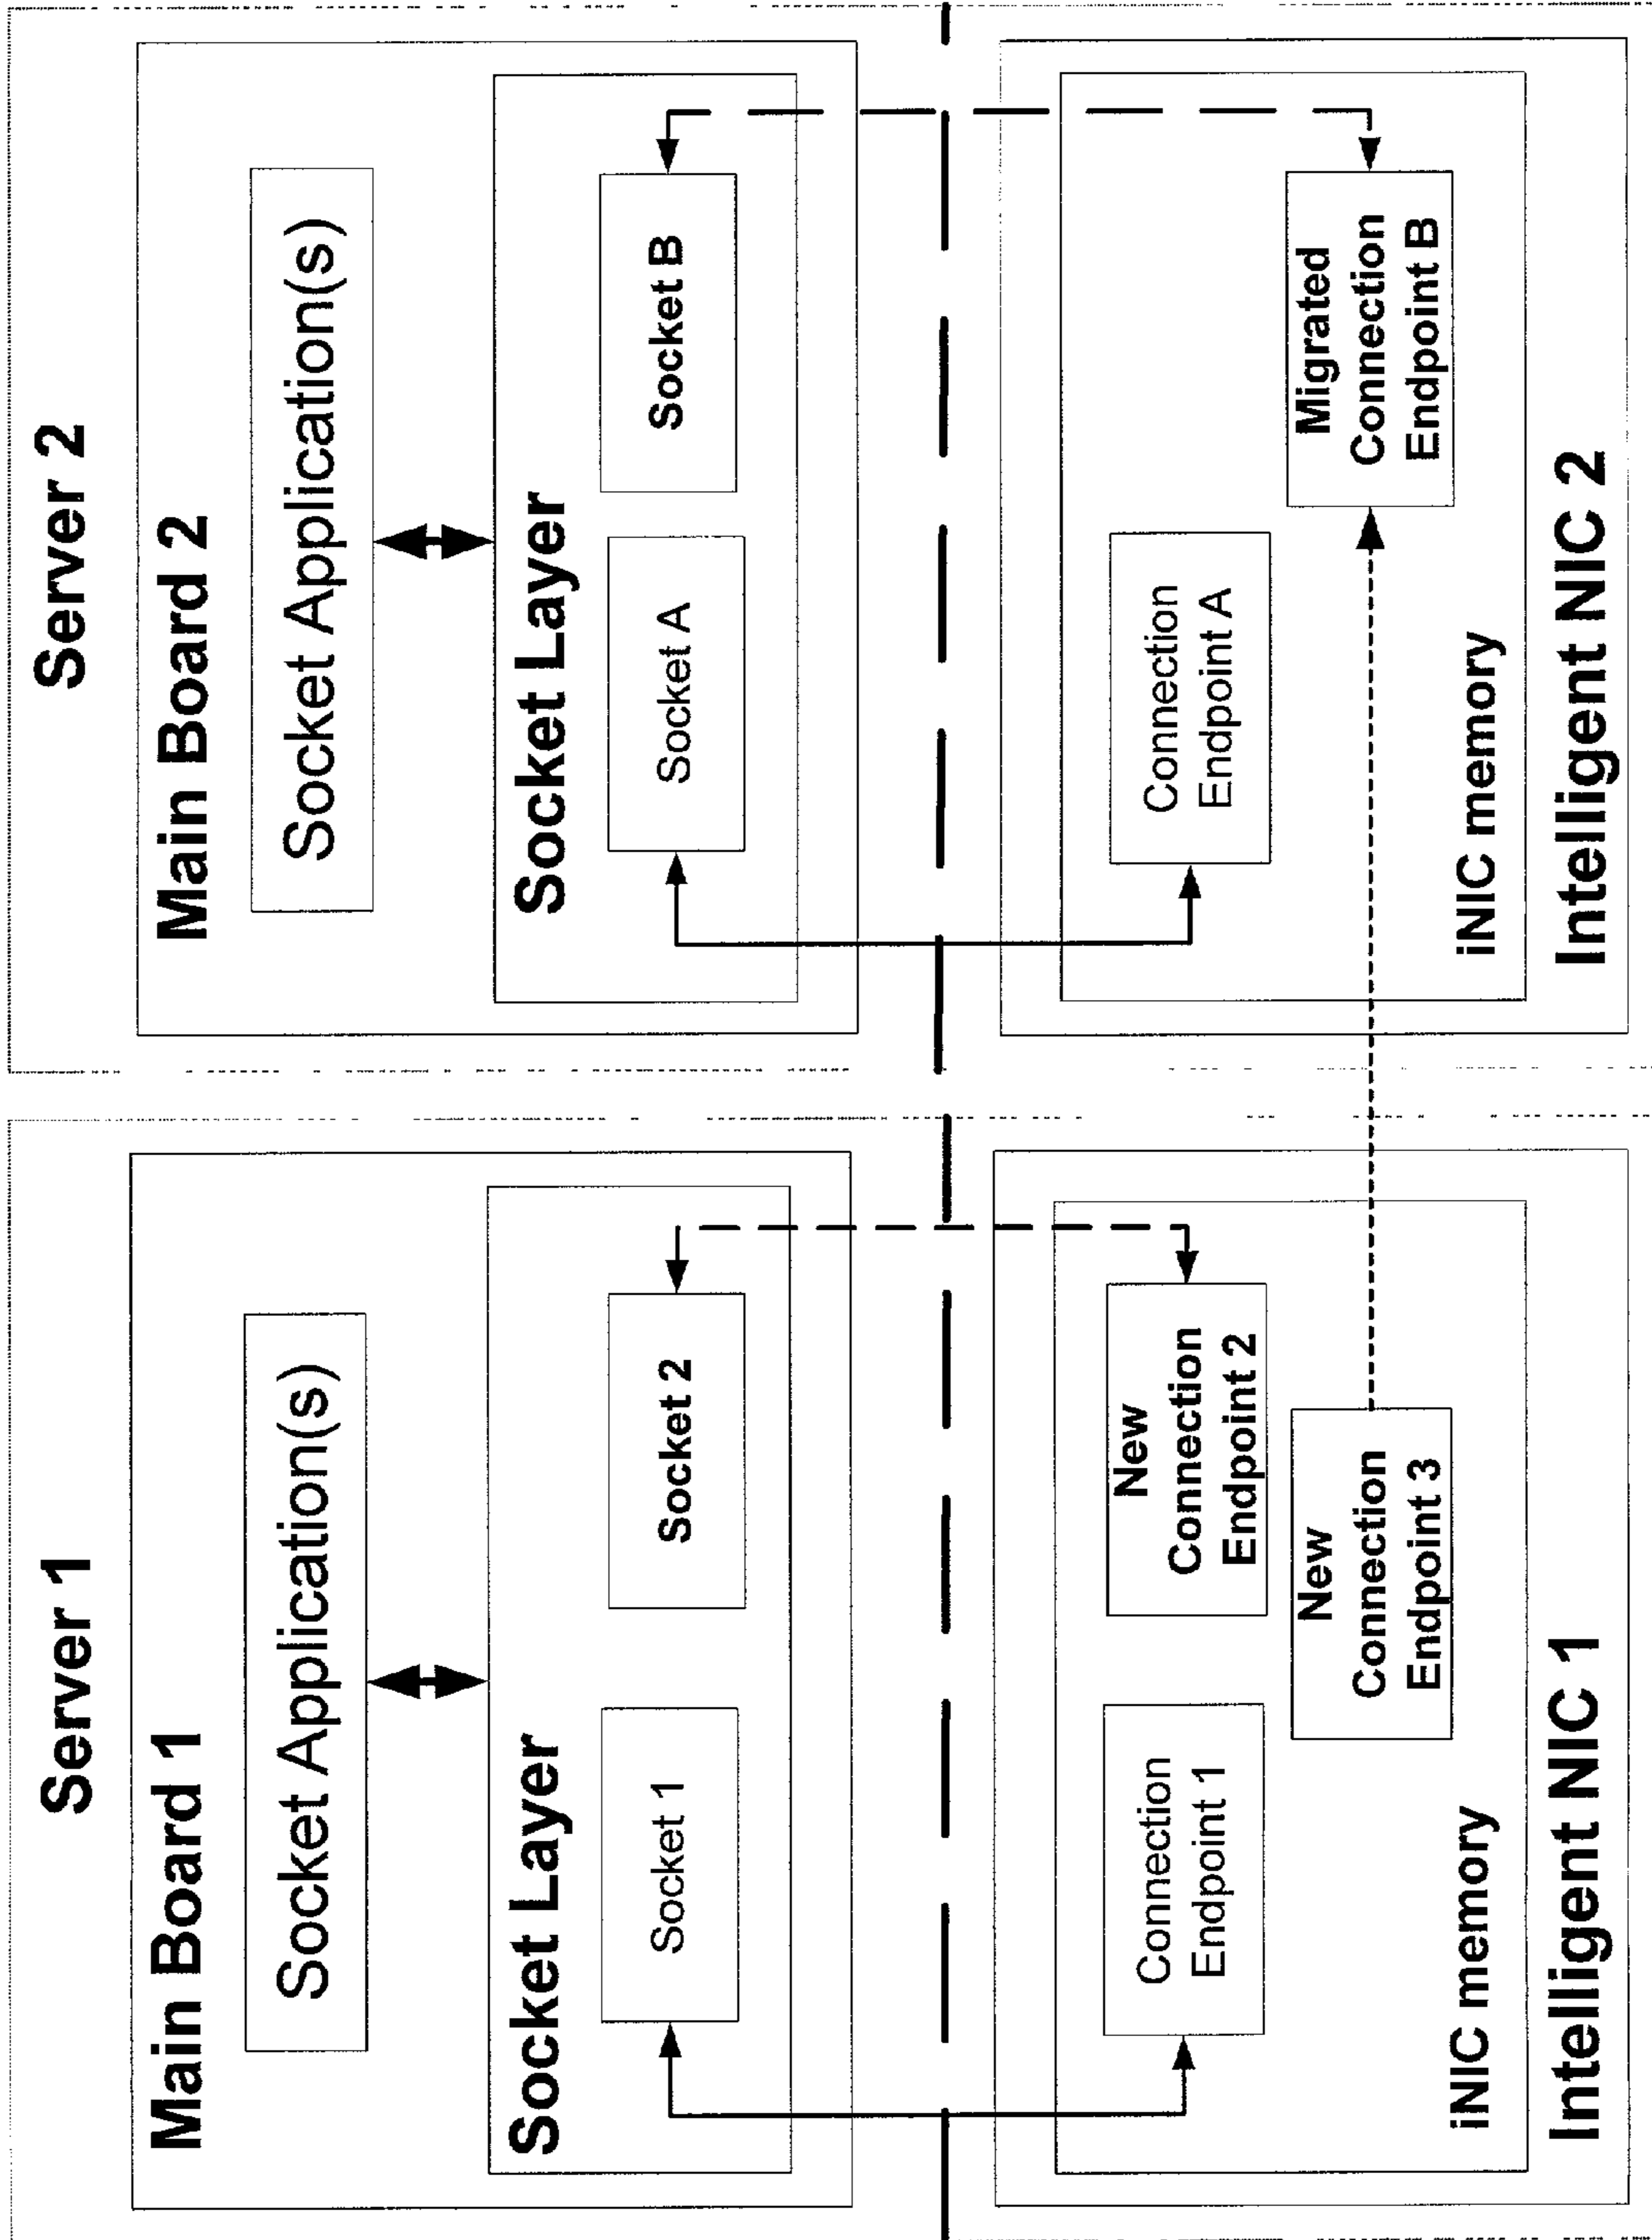 Server 1
Main Board 1
Socket Application(s)
Socket Layer
Socket 1
Socket 2
Connection
Endpoint 1
New
Connection
Endpoint 2
New
Connection
Endpoint 3
iNIC memory
Intelligent NIC 1
Server 2
Main Board 2
Socket Application(s)
Socket Layer
Socket A
Socket B
Connection
Endpoint A
Migrated
Connection
Endpoint B
iNIC memory
Intelligent NIC 2